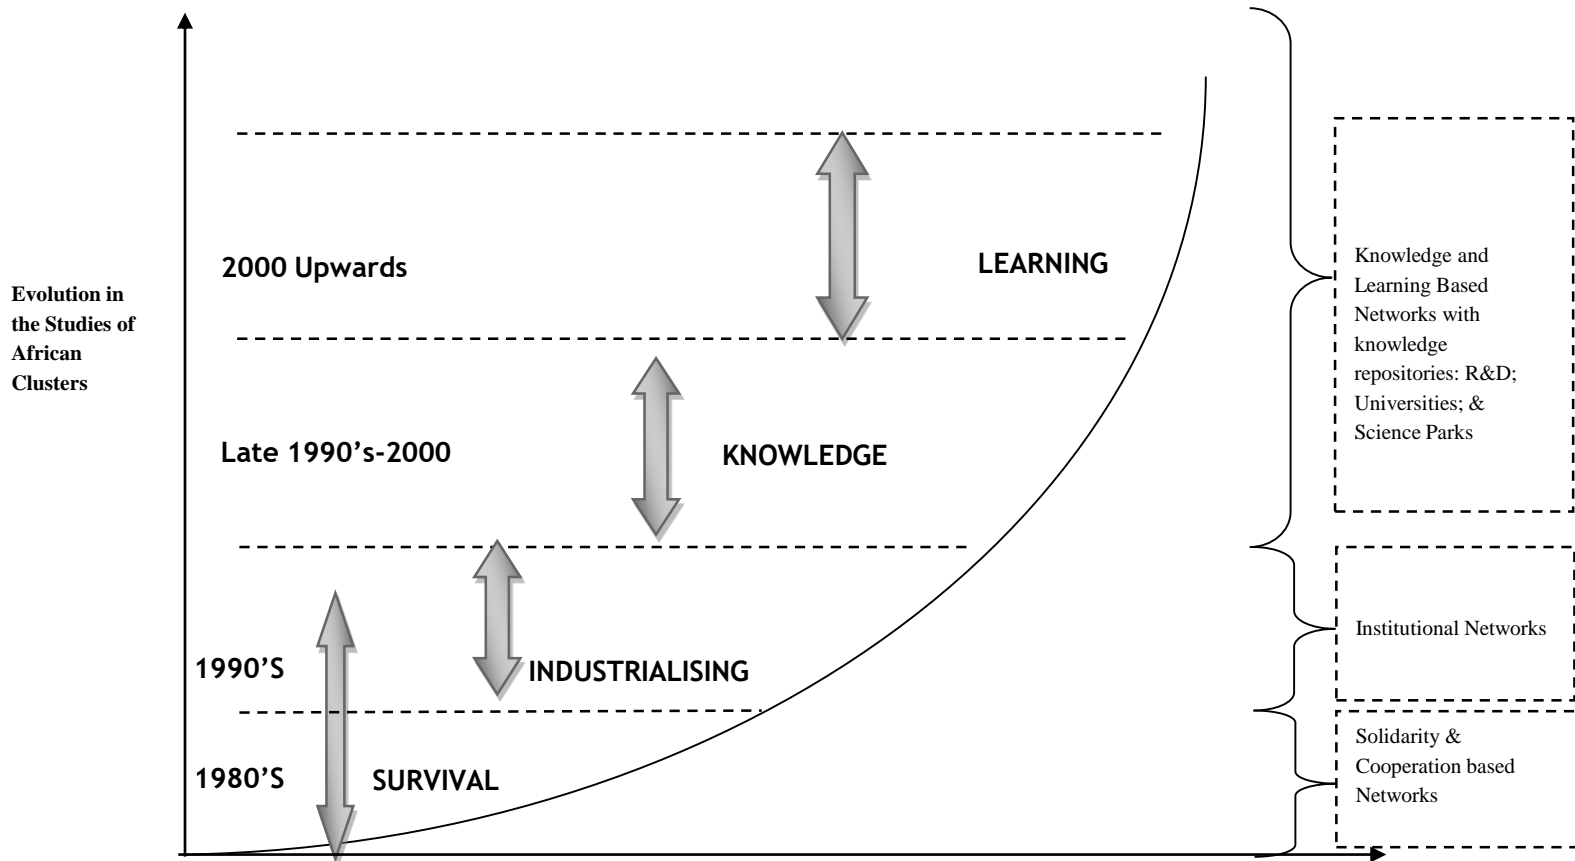 Evolution in
the Studies of
African
Clusters
2000 Upwards
LEARNING
Late 1990’s-2000
KNOWLEDGE
1990’S
INDUSTRIALISING
1980’S
SURVIVAL
Knowledge and
Learning Based
Networks with
knowledge
repositories: R&D;
Universities; &
Science Parks
Institutional Networks
Solidarity &
Cooperation based
Networks